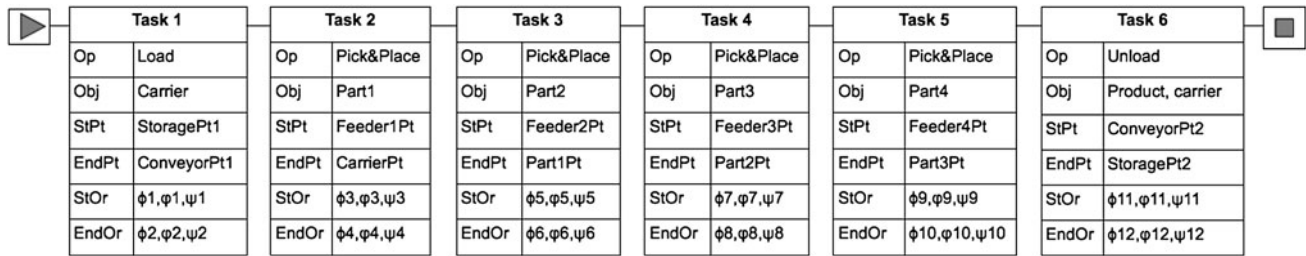 Task 1
Op Load
Obj Carrier
StPt StoragePt1
EndPt ConveyorPt1
StOr ϕ1,φ1,ψ1
EndOr ϕ2,φ2,ψ2
Task 2
Op Pick&Place
Obj Part1
StPt Feeder1Pt
EndPt CarrierPt
StOr ϕ3,φ3,ψ3
EndOr ϕ4,φ4,ψ4
Task 3
Op Pick&Place
Obj Part2
StPt Feeder2Pt
EndPt Part1Pt
StOr ϕ5,φ5,ψ5
EndOr ϕ6,φ6,ψ6
Task 4
Op Pick&Place
Obj Part3
StPt Feeder3Pt
EndPt Part2Pt
StOr ϕ7,φ7,ψ7
EndOr ϕ8,φ8,ψ8
Task 5
Op Pick&Place
Obj Part4
StPt Feeder4Pt
EndPt Part3Pt
StOr ϕ9,φ9,ψ9
EndOr ϕ10,φ10,ψ10
Task 6
Op Unload
Obj Product, carrier
StPt ConveyorPt2
EndPt StoragePt2
StOr ϕ11,φ11,ψ11
EndOr ϕ12,φ12,ψ12